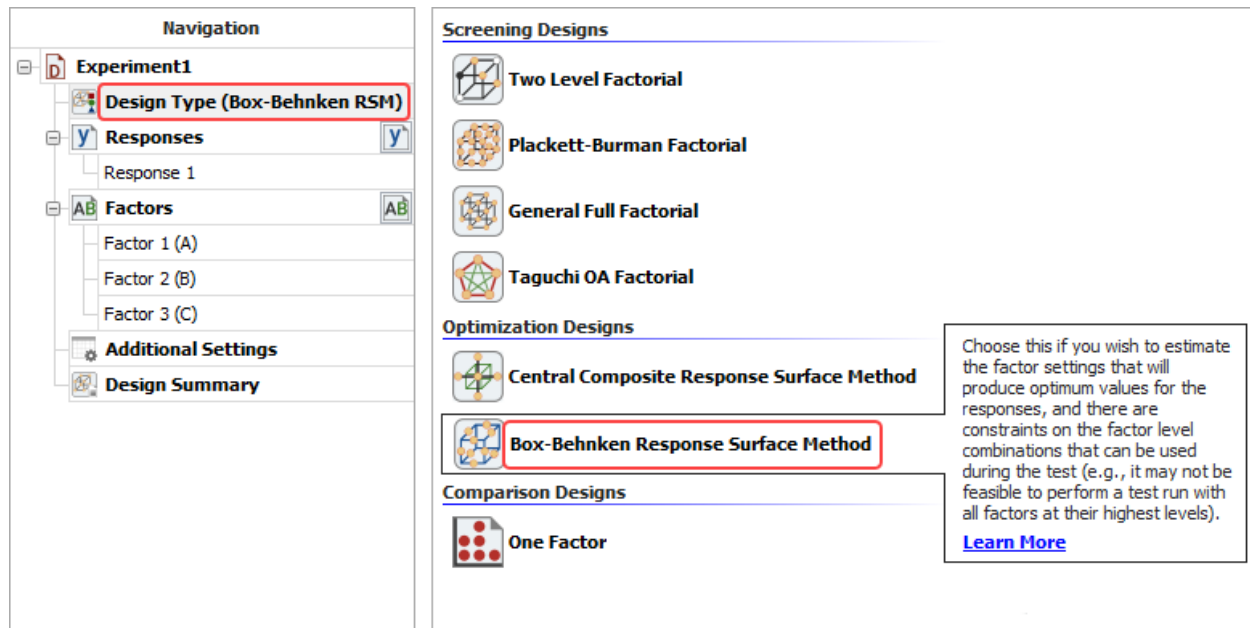 Navigation
Experiment1
Design Type (Box-Behnken RSM)
Responses
Response 1
Factors
Factor 1 (A)
Factor 2 (B)
Factor 3 (C)
Additional Settings
Design Summary
Screening Designs
Two Level Factorial
Plackett-Burman Factorial
General Full Factorial
Taguchi OA Factorial
Optimization Designs
Central Composite Response Surface Method
Box-Behnken Response Surface Method
Choose this if you wish to estimate
the factor settings that will
produce optimum values for the
responses, and there are
constraints on the factor level
combinations that can be used
during the test (e.g., it may not be
feasible to perform a test run with
all factors at their highest levels).
Learn More
Comparison Designs
One Factor